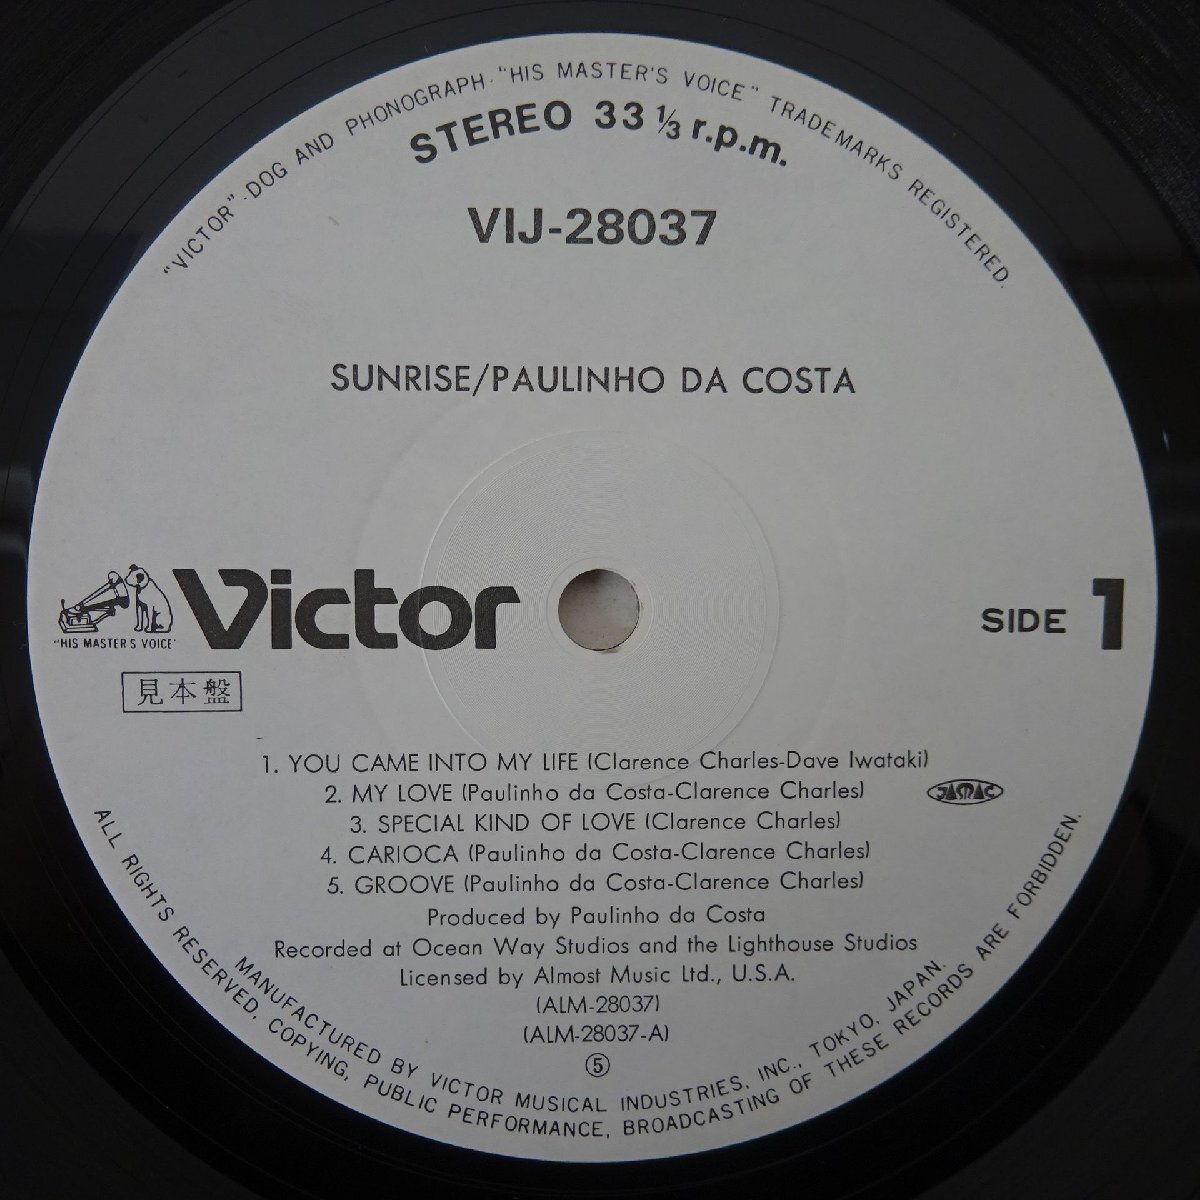 "VICTOR"-DOG AND PHONOGRAPH-"HIS MASTER'S VOICE" TRADEMARKS REGISTERED.
STEREO 33 1/3 r.p.m.
VIJ-28037
SUNRISE/PAULINHO DA COSTA
Victor
"HIS MASTER'S VOICE"
見本盤
SIDE 1
1. YOU CAME INTO MY LIFE (Clarence Charles-Dave Iwataki)
2. MY LOVE (Paulinho da Costa-Clarence Charles)
JASRAC
3. SPECIAL KIND OF LOVE (Clarence Charles)
4. CARIOCA (Paulinho da Costa-Clarence Charles)
5. GROOVE (Paulinho da Costa-Clarence Charles)
Produced by Paulinho da Costa
Recorded at Ocean Way Studios and the Lighthouse Studios
Licensed by Almost Music Ltd., U.S.A.
(ALM-28037)
(ALM-28037-A)
⑤
MANUFACTURED BY VICTOR MUSICAL INDUSTRIES, INC., TOKYO, JAPAN.
ALL RIGHTS RESERVED, COPYING, PUBLIC PERFORMANCE, BROADCASTING OF THESE RECORDS ARE FORBIDDEN.